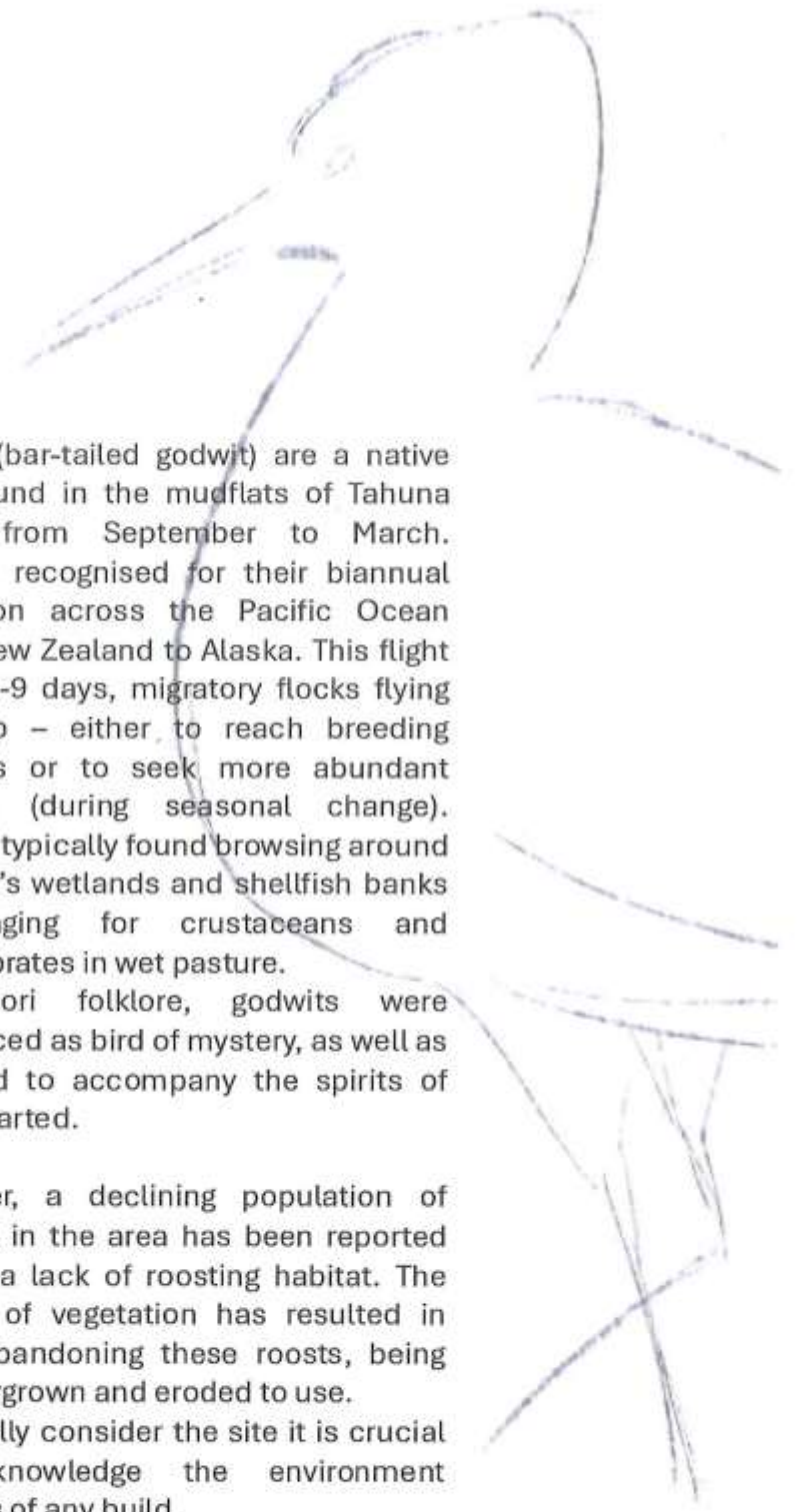 (bar-tailed godwit) are a native
und in the mudflats of Tahuna
from September to March.
recognised for their biannual
on across the Pacific Ocean
ew Zealand to Alaska. This flight
-9 days, migratory flocks flying
– either to reach breeding
s or to seek more abundant
(during seasonal change).
typically found browsing around
's wetlands and shellfish banks
ging for crustaceans and
brates in wet pasture.
ori folklore, godwits were
ced as bird of mystery, as well as
d to accompany the spirits of
arted.
er, a declining population of
in the area has been reported
a lack of roosting habitat. The
of vegetation has resulted in
bandoning these roosts, being
rgrown and eroded to use.
lly consider the site it is crucial
knowledge the environment
of any build